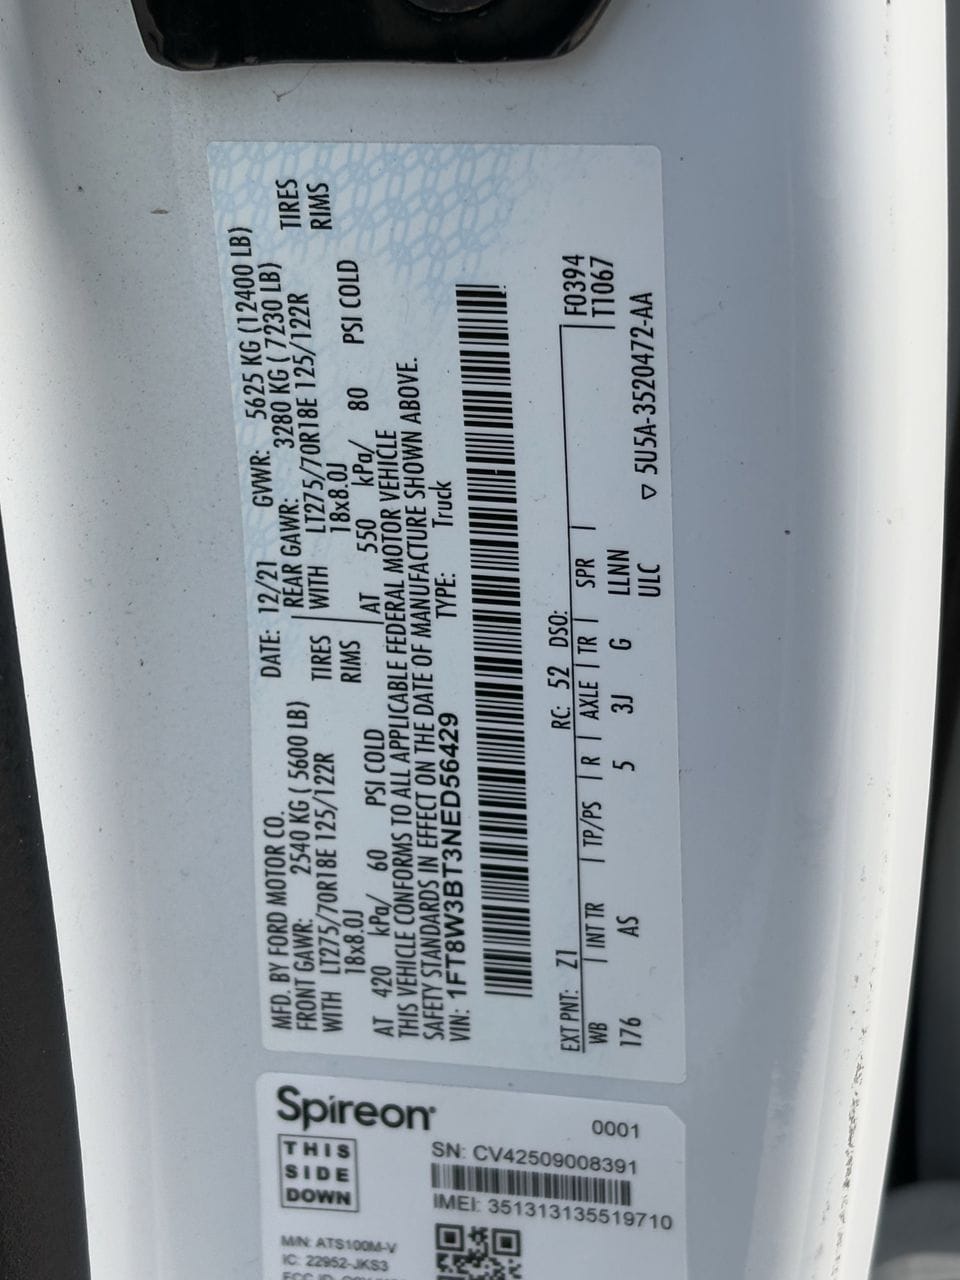 MFD. BY FORD MOTOR CO.
DATE: 12/21 GVWR: 5625 KG (12400 LB)
FRONT GAWR: 2540 KG ( 5600 LB)
REAR GAWR: 3280 KG ( 7230 LB)
WITH LT275/70R18E 125/122R TIRES
WITH LT275/70R18E 125/122R TIRES
18x8.0J RIMS
18x8.0J RIMS
AT 420 kPa/ 60 PSI COLD
AT 550 kPa/ 80 PSI COLD
THIS VEHICLE CONFORMS TO ALL APPLICABLE FEDERAL MOTOR VEHICLE
SAFETY STANDARDS IN EFFECT ON THE DATE OF MANUFACTURE SHOWN ABOVE.
VIN: 1FT8W3BT3NED56429 TYPE: Truck
F0394
T1067
EXT PNT: Z1 RC: 52 DSO:
WB INT TR TP/PS R AXLE TR SPR
176 AS 5 3J G LLNN
ULC
▽ 5U5A-3520472-AA
Spireon
0001
THIS
SIDE
DOWN
SN: CV42509008391
IMEI: 351313135519710
M/N: ATS100M-V
IC: 22952-JKS3